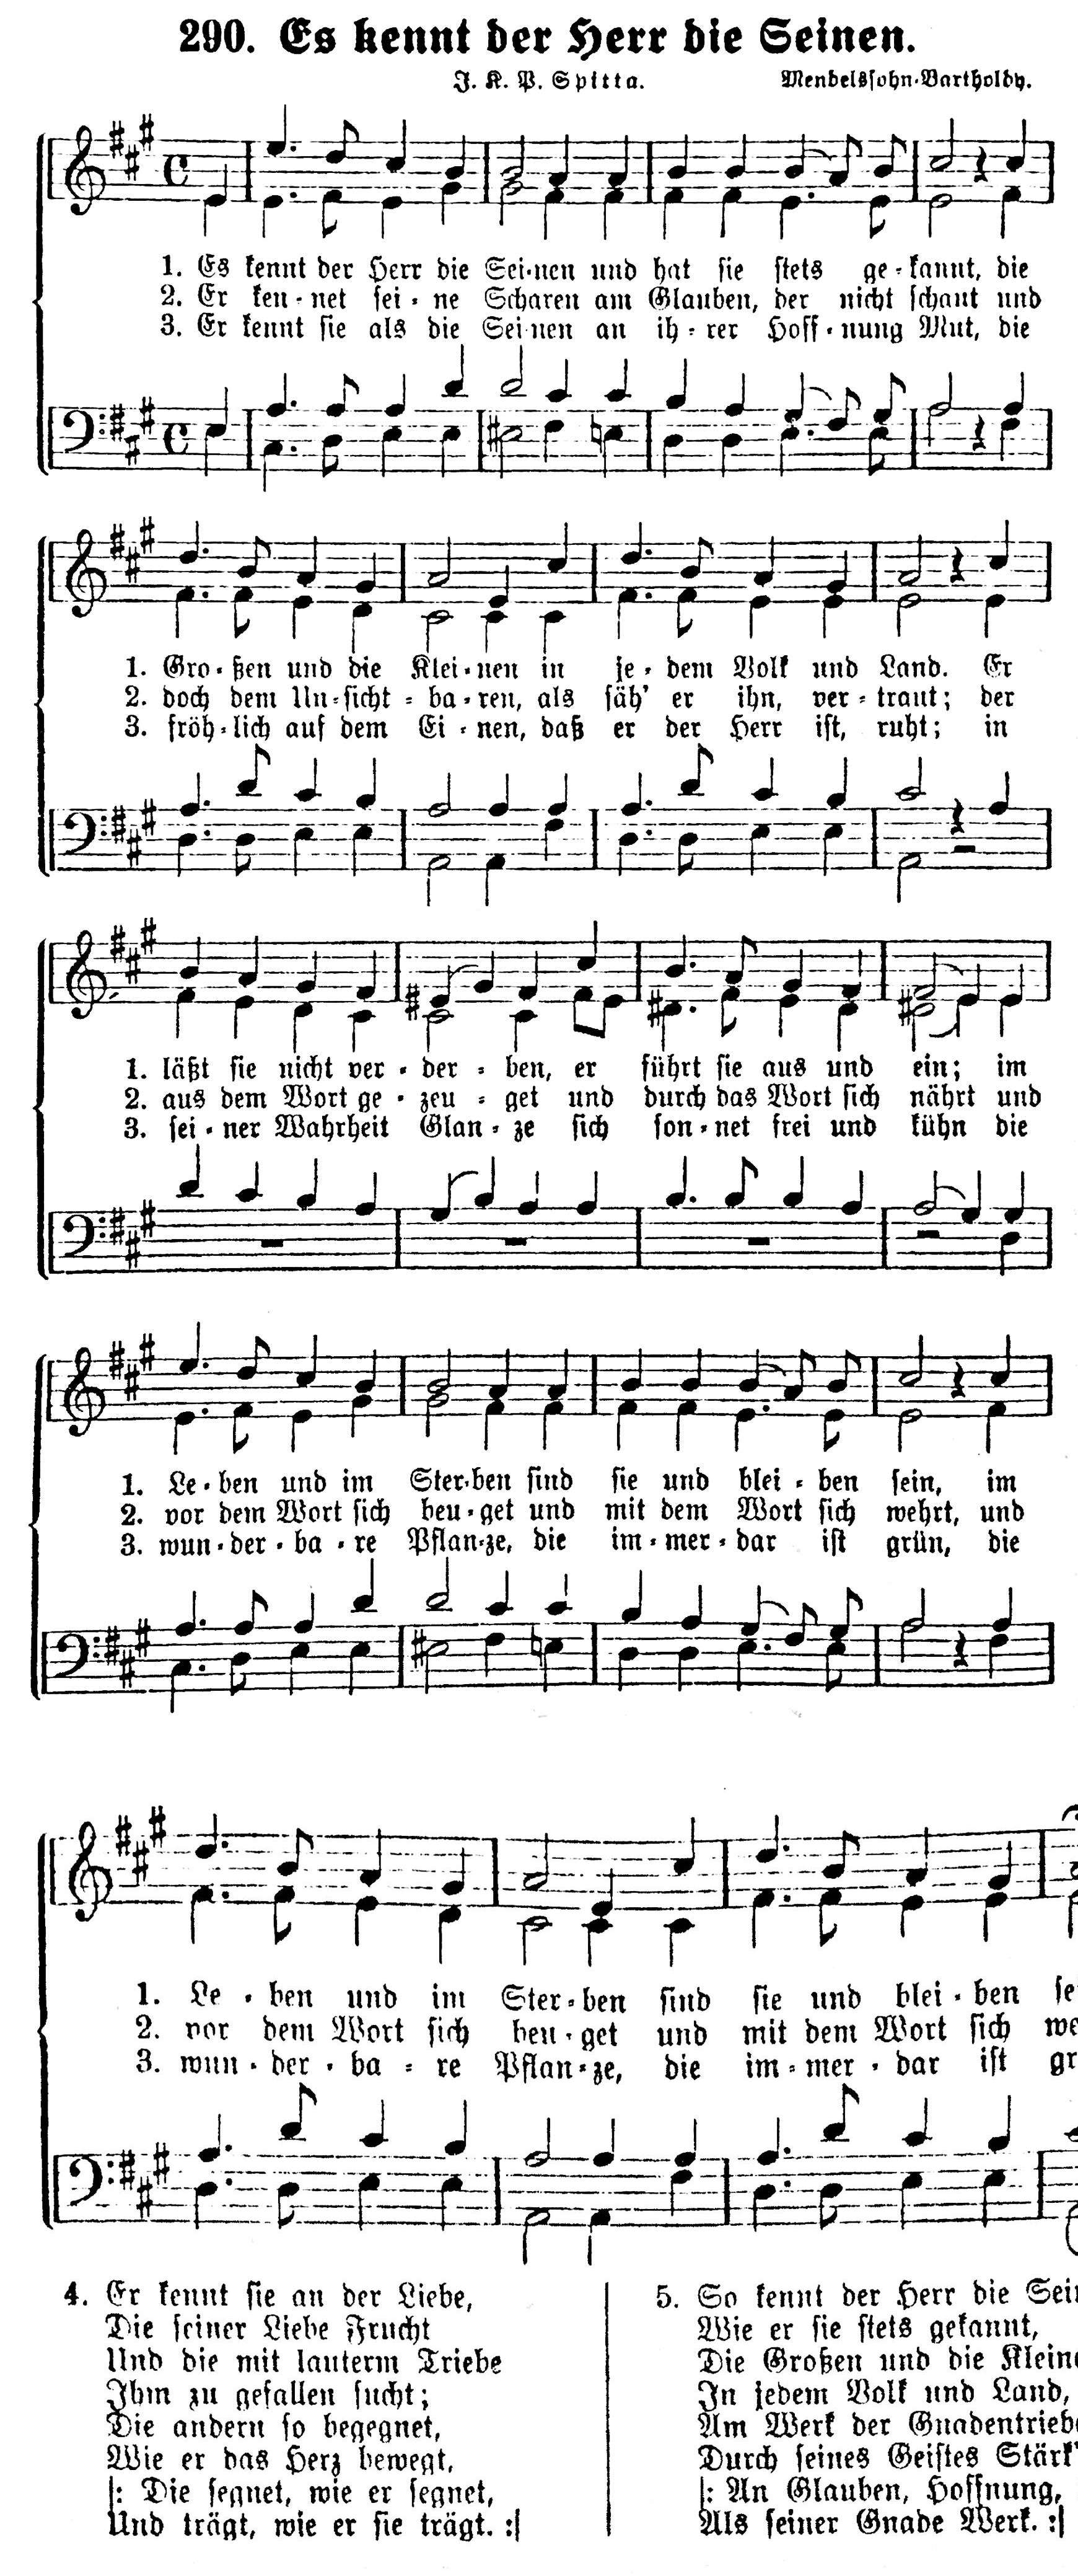 290. Es kennt der Herr die Seinen.
J. K. P. Spitta. Mendelssohn-Bartholdy.
1. Es kennt der Herr die Sei-nen und hat sie stets ge-kannt, die
2. Er ken-net sei-ne Scharen am Glauben, der nicht schaut und
3. Er kennt sie als die Sei-nen an ih-rer Hoff-nung Mut, die
1. Gro-ßen und die Klei-nen in je-dem Volk und Land. Er
2. doch dem Un-sicht-ba-ren, als säh' er ihn, ver-traut; der
3. fröh-lich auf dem Ei-nen, daß er der Herr ist, ruht; in
1. läßt sie nicht ver-der-ben, er führt sie aus und ein; im
2. aus dem Wort ge-zeu-get und durch das Wort sich nährt und
3. sei-ner Wahrheit Glan-ze sich son-net frei und kühn die
1. Le-ben und im Ster-ben sind sie und blei-ben sein, im
2. vor dem Wort sich beu-get und mit dem Wort sich wehrt, und
3. wun-der-ba-re Pflan-ze, die im-mer-dar ist grün, die
1. Le-ben und im Ster-ben sind sie und blei-ben se
2. vor dem Wort sich beu-get und mit dem Wort sich we
3. wun-der-ba-re Pflan-ze, die im-mer-dar ist gr
4. Er kennt sie an der Liebe,
Die seiner Liebe Frucht
Und die mit lauterm Triebe
Ihm zu gefallen sucht;
Die andern so begegnet,
Wie er das Herz bewegt,
|: Die segnet, wie er segnet,
Und trägt, wie er sie trägt. :|
5. So kennt der Herr die Sei
Wie er sie stets gekannt,
Die Großen und die Kleine
In jedem Volk und Land,
Am Werk der Gnadentriebe
Durch seines Geistes Stärk'
|: An Glauben, Hoffnung,
Als seiner Gnade Werk. :|